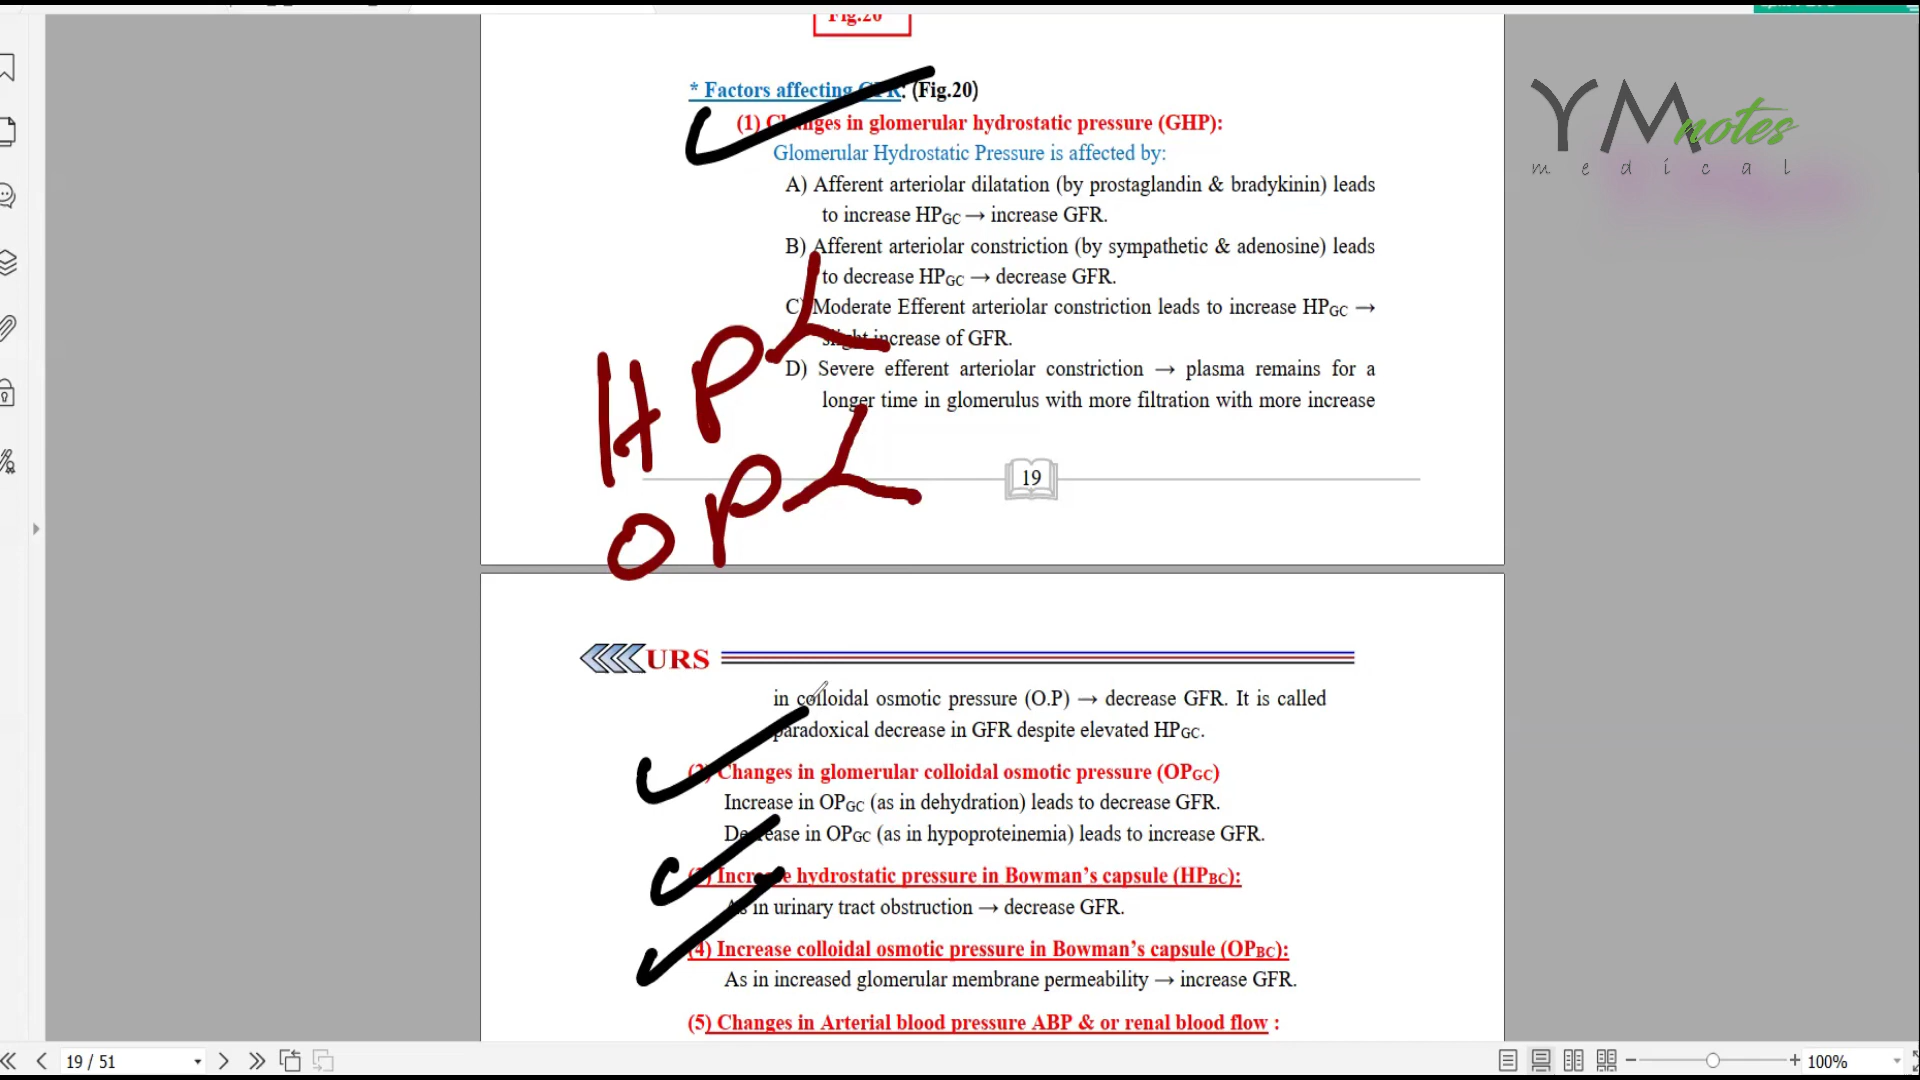 Fig.20
* Factors affecting GFR: (Fig.20)
(1) Changes in glomerular hydrostatic pressure (GHP):
Glomerular Hydrostatic Pressure is affected by:
A) Afferent arteriolar dilatation (by prostaglandin & bradykinin) leads
to increase HPGC → increase GFR.
B) Afferent arteriolar constriction (by sympathetic & adenosine) leads
to decrease HPGC → decrease GFR.
C) Moderate Efferent arteriolar constriction leads to increase HPGC →
slight increase of GFR.
D) Severe efferent arteriolar constriction → plasma remains for a
longer time in glomerulus with more filtration with more increase
HP
OP
19
URS
in colloidal osmotic pressure (O.P) → decrease GFR. It is called
paradoxical decrease in GFR despite elevated HPGC.
(2) Changes in glomerular colloidal osmotic pressure (OPGC)
Increase in OPGC (as in dehydration) leads to decrease GFR.
Decrease in OPGC (as in hypoproteinemia) leads to increase GFR.
(3) Increase hydrostatic pressure in Bowman’s capsule (HPBC):
As in urinary tract obstruction → decrease GFR.
(4) Increase colloidal osmotic pressure in Bowman’s capsule (OPBC):
As in increased glomerular membrane permeability → increase GFR.
(5) Changes in Arterial blood pressure ABP & or renal blood flow :
YM notes
medical
19 / 51
100%